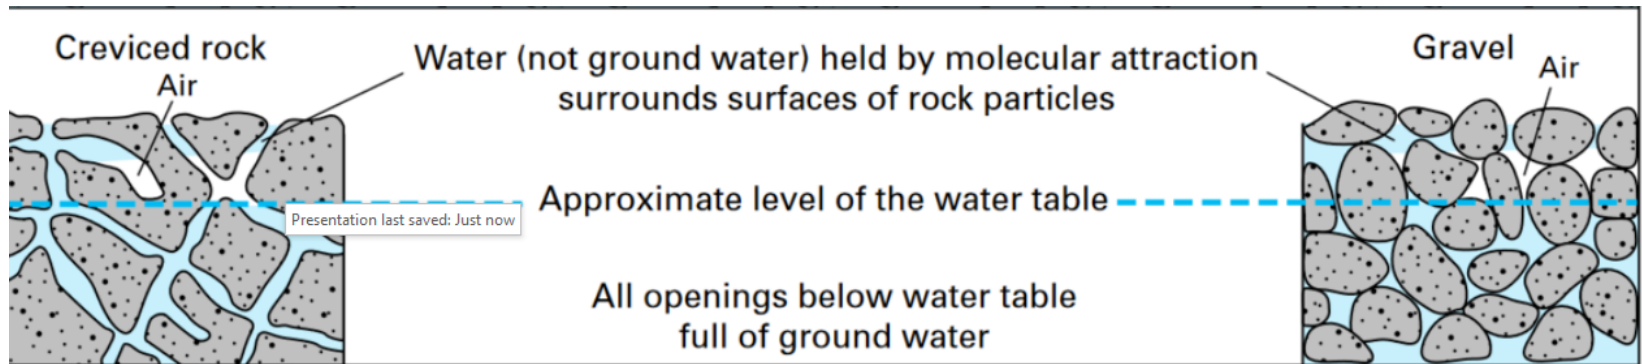 Creviced rock
Air
Water (not ground water) held by molecular attraction
surrounds surfaces of rock particles
Gravel
Air
Approximate level of the water table
Presentation last saved: Just now
All openings below water table
full of ground water